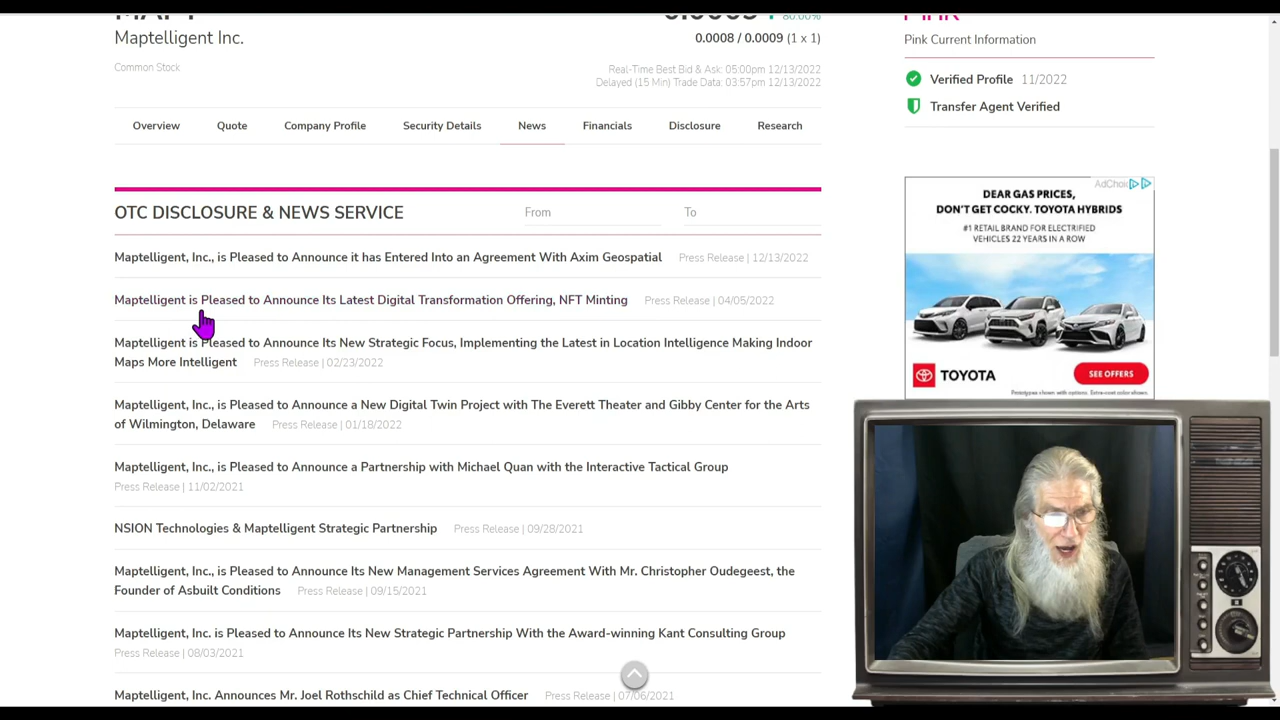 Maptelligent Inc.
0.0008 / 0.0009 (1 x 1)
80.00%
Common Stock
Real-Time Best Bid & Ask: 05:00pm 12/13/2022
Delayed (15 Min) Trade Data: 03:57pm 12/13/2022
Overview Quote Company Profile Security Details News Financials Disclosure Research
Pink Current Information
Verified Profile 11/2022
Transfer Agent Verified
OTC DISCLOSURE & NEWS SERVICE From To
Maptelligent, Inc., is Pleased to Announce it has Entered Into an Agreement With Axim Geospatial Press Release | 12/13/2022
Maptelligent is Pleased to Announce Its Latest Digital Transformation Offering, NFT Minting Press Release | 04/05/2022
Maptelligent is Pleased to Announce Its New Strategic Focus, Implementing the Latest in Location Intelligence Making Indoor
Maps More Intelligent Press Release | 02/23/2022
Maptelligent, Inc., is Pleased to Announce a New Digital Twin Project with The Everett Theater and Gibby Center for the Arts
of Wilmington, Delaware Press Release | 01/18/2022
Maptelligent, Inc., is Pleased to Announce a Partnership with Michael Quan with the Interactive Tactical Group
Press Release | 11/02/2021
NSION Technologies & Maptelligent Strategic Partnership Press Release | 09/28/2021
Maptelligent, Inc., is Pleased to Announce Its New Management Services Agreement With Mr. Christopher Oudegeest, the
Founder of Asbuilt Conditions Press Release | 09/15/2021
Maptelligent, Inc. is Pleased to Announce Its New Strategic Partnership With the Award-winning Kant Consulting Group
Press Release | 08/03/2021
Maptelligent, Inc. Announces Mr. Joel Rothschild as Chief Technical Officer Press Release | 07/06/2021
AdChoi
DEAR GAS PRICES,
DON'T GET COCKY. TOYOTA HYBRIDS
#1 RETAIL BRAND FOR ELECTRIFIED
VEHICLES 22 YEARS IN A ROW
TOYOTA SEE OFFERS
Prototypes shown with options. Extra-cost color shown.